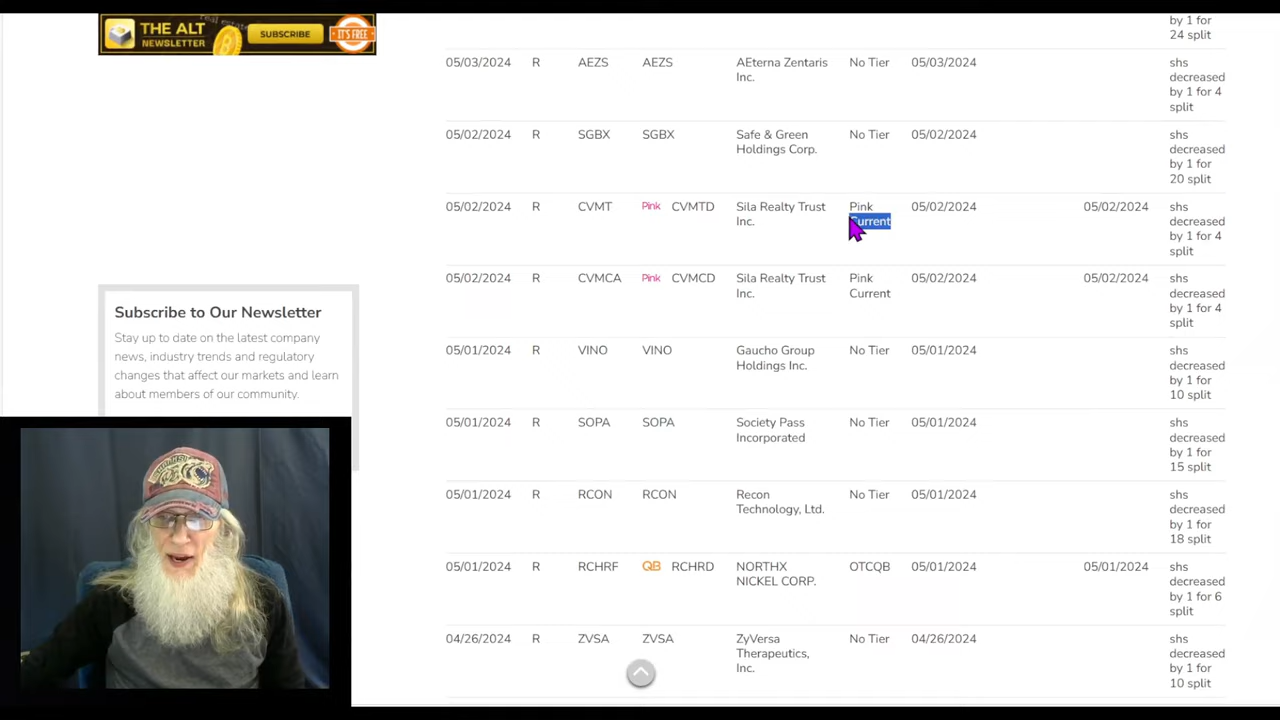 real estate
THE ALT
NEWSLETTER
SUBSCRIBE
IT'S FREE
by 1 for
24 split
05/03/2024 R AEZS AEZS AEterna Zentaris No Tier 05/03/2024 shs
Inc. decreased
by 1 for 4
split
05/02/2024 R SGBX SGBX Safe & Green No Tier 05/02/2024 shs
Holdings Corp. decreased
by 1 for
20 split
05/02/2024 R CVMT Pink CVMTD Sila Realty Trust Pink 05/02/2024 05/02/2024 shs
Inc. Current decreased
by 1 for 4
split
05/02/2024 R CVMCA Pink CVMCD Sila Realty Trust Pink 05/02/2024 05/02/2024 shs
Inc. Current decreased
by 1 for 4
split
05/01/2024 R VINO VINO Gaucho Group No Tier 05/01/2024 shs
Holdings Inc. decreased
by 1 for
10 split
05/01/2024 R SOPA SOPA Society Pass No Tier 05/01/2024 shs
Incorporated decreased
by 1 for
15 split
05/01/2024 R RCON RCON Recon No Tier 05/01/2024 shs
Technology, Ltd. decreased
by 1 for
18 split
05/01/2024 R RCHRF QB RCHRD NORTHX OTCQB 05/01/2024 05/01/2024 shs
NICKEL CORP. decreased
by 1 for 6
split
04/26/2024 R ZVSA ZVSA ZyVersa No Tier 04/26/2024 shs
Therapeutics, decreased
Inc. by 1 for
10 split
Subscribe to Our Newsletter
Stay up to date on the latest company
news, industry trends and regulatory
changes that affect our markets and learn
about members of our community.